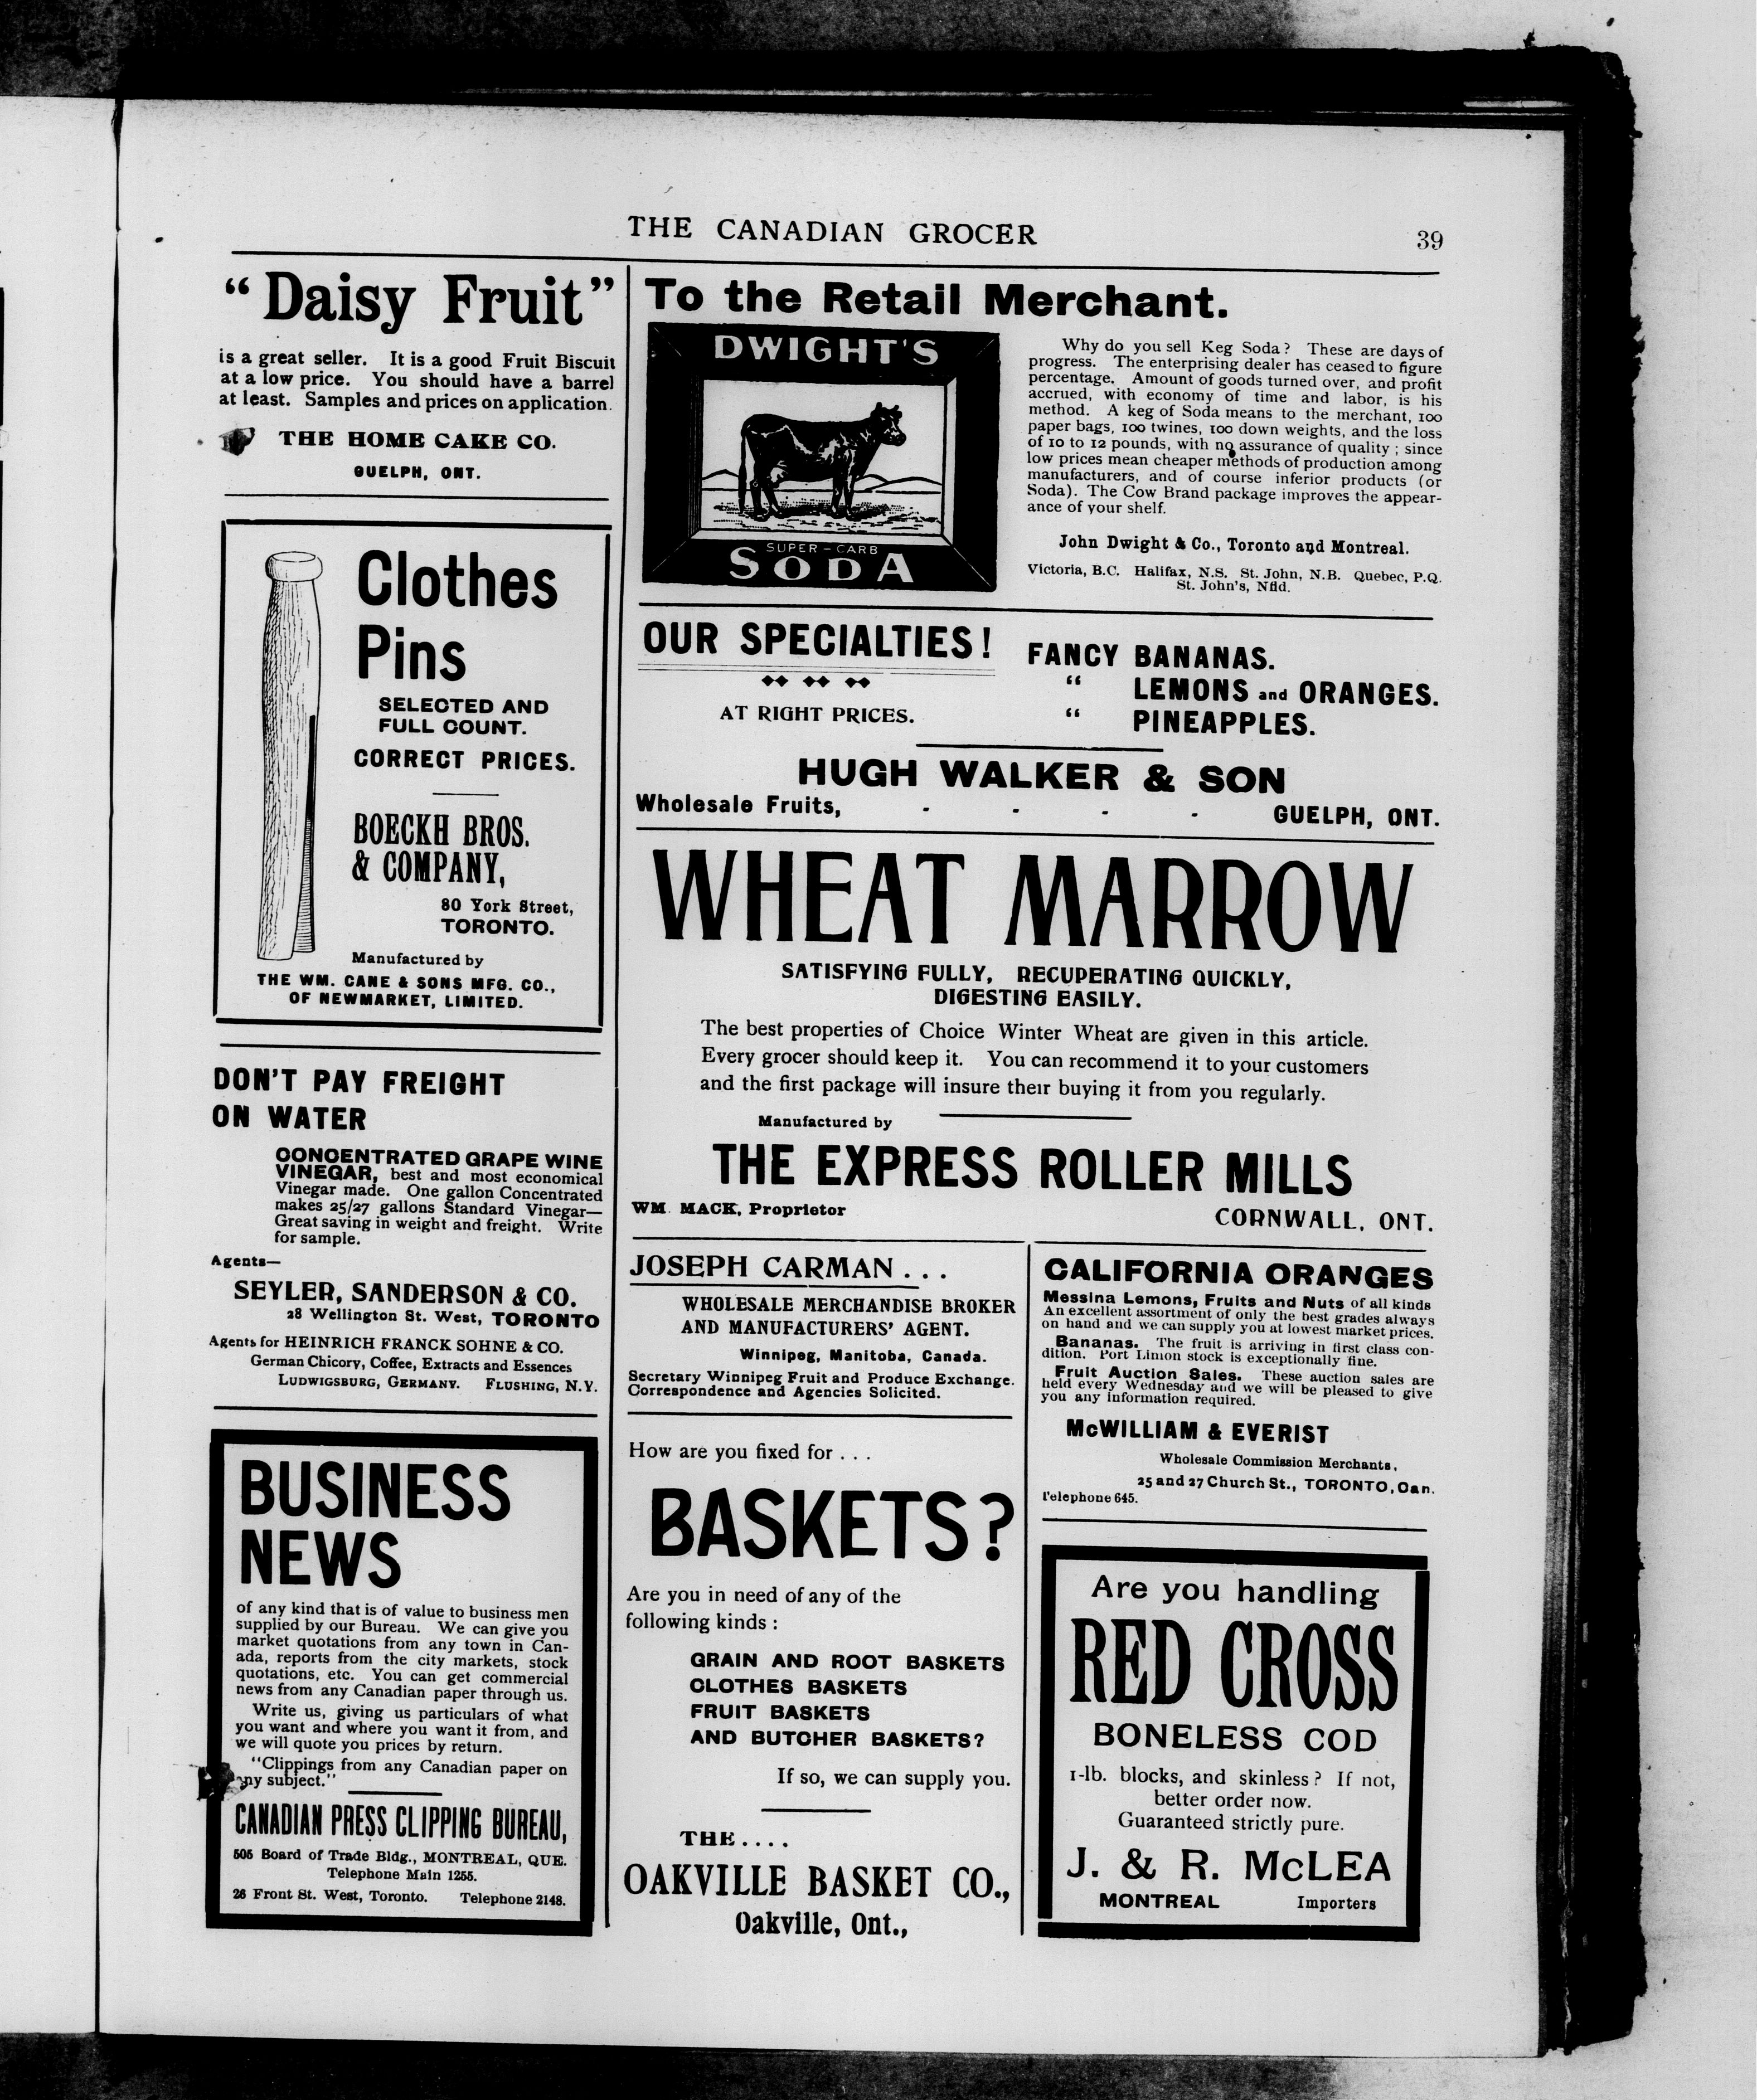 THE CANADIAN GROCER
39
"Daisy Fruit"
is a great seller. It is a good Fruit Biscuit
at a low price. You should have a barrel
at least. Samples and prices on application.
THE HOME CAKE CO.
GUELPH, ONT.
Clothes
Pins
SELECTED AND
FULL COUNT.
CORRECT PRICES.
BOECKH BROS.
& COMPANY,
80 York Street,
TORONTO.
Manufactured by
THE WM. CANE & SONS MFG. CO.,
OF NEWMARKET, LIMITED.
DON'T PAY FREIGHT
ON WATER
CONCENTRATED GRAPE WINE
VINEGAR, best and most economical
Vinegar made. One gallon Concentrated
makes 25/27 gallons Standard Vinegar—
Great saving in weight and freight. Write
for sample.
Agents—
SEYLER, SANDERSON & CO.
28 Wellington St. West, TORONTO
Agents for HEINRICH FRANCK SOHNE & CO.
German Chicory, Coffee, Extracts and Essences
LUDWIGSBURG, GERMANY. FLUSHING, N.Y.
BUSINESS
NEWS
of any kind that is of value to business men
supplied by our Bureau. We can give you
market quotations from any town in Can-
ada, reports from the city markets, stock
quotations, etc. You can get commercial
news from any Canadian paper through us.
Write us, giving us particulars of what
you want and where you want it from, and
we will quote you prices by return.
"Clippings from any Canadian paper on
any subject."
CANADIAN PRESS CLIPPING BUREAU,
505 Board of Trade Bldg., MONTREAL, QUE.
Telephone Main 1255.
26 Front St. West, Toronto. Telephone 2148.
To the Retail Merchant.
DWIGHT'S
SUPER-CARB
SODA
Why do you sell Keg Soda? These are days of
progress. The enterprising dealer has ceased to figure
percentage. Amount of goods turned over, and profit
accrued, with economy of time and labor, is his
method. A keg of Soda means to the merchant, 100
paper bags, 100 twines, 100 down weights, and the loss
of 10 to 12 pounds, with no assurance of quality; since
low prices mean cheaper methods of production among
manufacturers, and of course inferior products (or
Soda). The Cow Brand package improves the appear-
ance of your shelf.
John Dwight & Co., Toronto and Montreal.
Victoria, B.C. Halifax, N.S. St. John, N.B. Quebec, P.Q.
St. John's, Nfld.
OUR SPECIALTIES!
AT RIGHT PRICES.
FANCY BANANAS.
" LEMONS and ORANGES.
" PINEAPPLES.
HUGH WALKER & SON
Wholesale Fruits, - - - - GUELPH, ONT.
WHEAT MARROW
SATISFYING FULLY, RECUPERATING QUICKLY,
DIGESTING EASILY.
The best properties of Choice Winter Wheat are given in this article.
Every grocer should keep it. You can recommend it to your customers
and the first package will insure their buying it from you regularly.
Manufactured by
THE EXPRESS ROLLER MILLS
WM. MACK, Proprietor
CORNWALL, ONT.
JOSEPH CARMAN...
WHOLESALE MERCHANDISE BROKER
AND MANUFACTURERS' AGENT.
Winnipeg, Manitoba, Canada.
Secretary Winnipeg Fruit and Produce Exchange.
Correspondence and Agencies Solicited.
How are you fixed for . . .
BASKETS?
Are you in need of any of the
following kinds:
GRAIN AND ROOT BASKETS
CLOTHES BASKETS
FRUIT BASKETS
AND BUTCHER BASKETS?
If so, we can supply you.
THE....
OAKVILLE BASKET CO.,
Oakville, Ont.,
CALIFORNIA ORANGES
Messina Lemons, Fruits and Nuts of all kinds
An excellent assortment of only the best grades always
on hand and we can supply you at lowest market prices.
Bananas. The fruit is arriving in first class con-
dition. Port Limon stock is exceptionally fine.
Fruit Auction Sales. These auction sales are
held every Wednesday and we will be pleased to give
you any information required.
McWILLIAM & EVERIST
Wholesale Commission Merchants,
25 and 27 Church St., TORONTO, Can.
Telephone 645.
Are you handling
RED CROSS
BONELESS COD
1-lb. blocks, and skinless? If not,
better order now.
Guaranteed strictly pure.
J. & R. McLEA
MONTREAL Importers